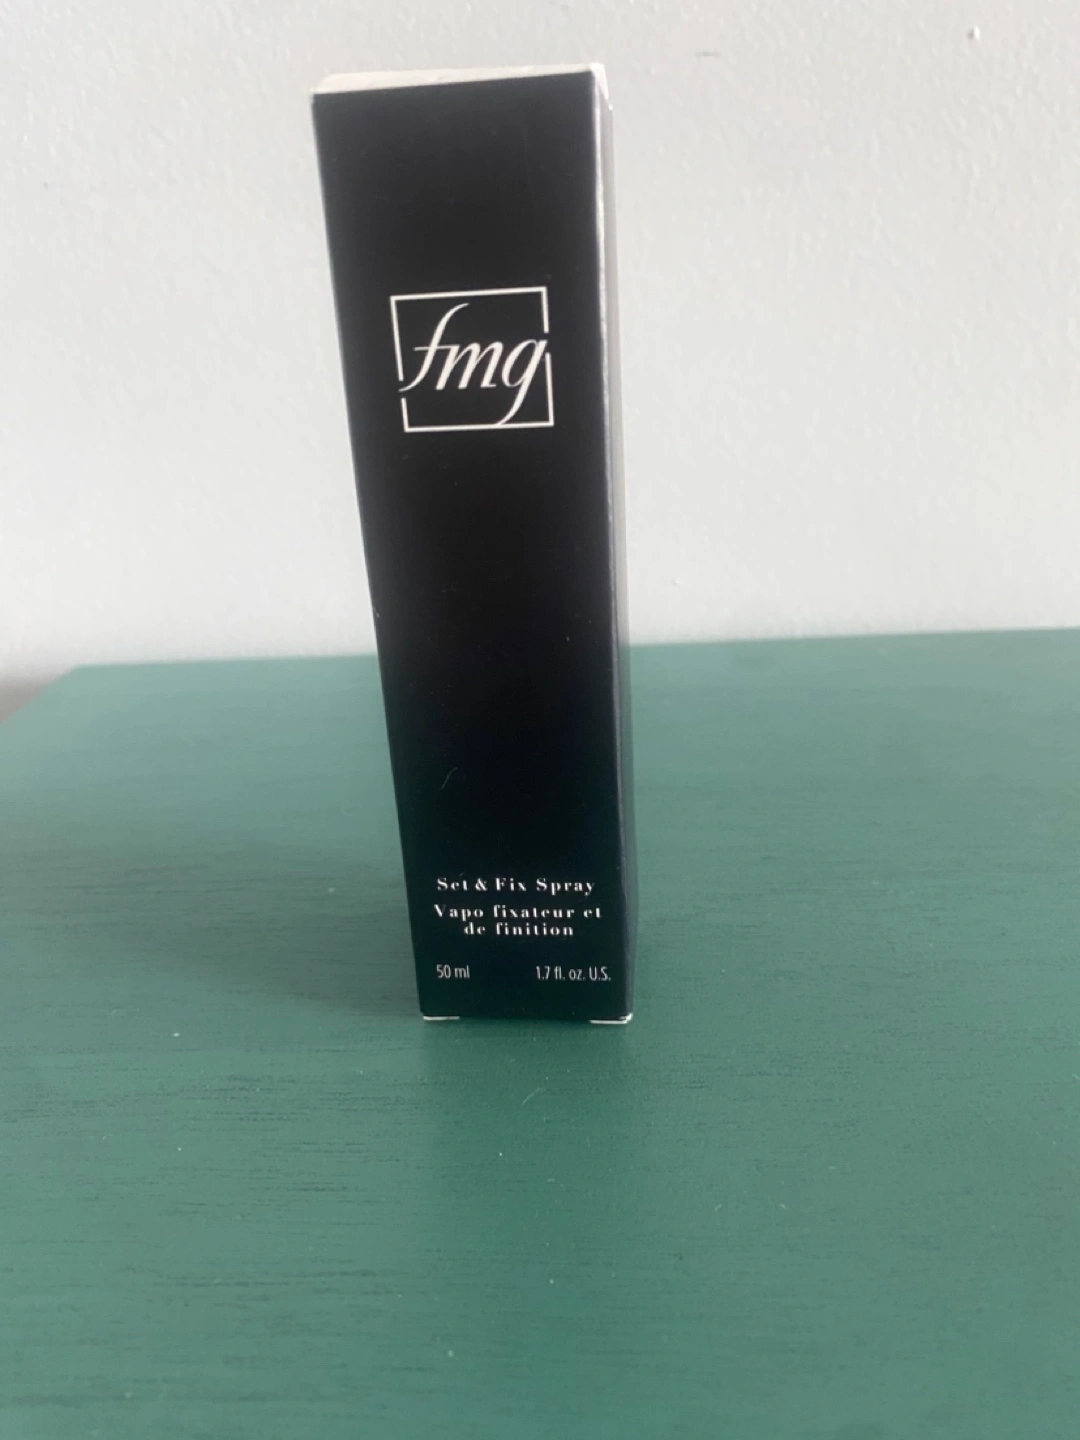 fmg
Set & Fix Spray
Vapo fixateur et
de finition
50 ml 1.7 fl. oz. U.S.